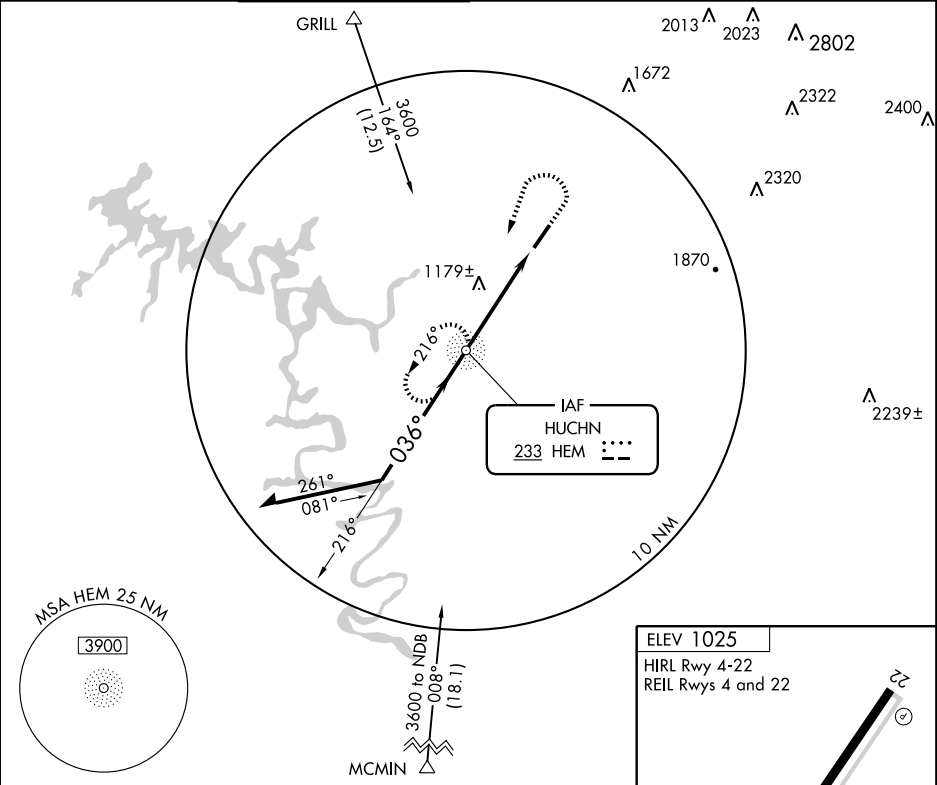 GRILL
3600
164°
(12.5)
2013
2023
2802
1672
2322
2400
2320
1870
1179±
216°
IAF
HUCHN
233 HEM
2239±
036°
261°
081°
216°
10 NM
MSA HEM 25 NM
3900
3600 to NDB
008°
(18.1)
MCMIN
ELEV 1025
HIRL Rwy 4-22
REIL Rwys 4 and 22
22